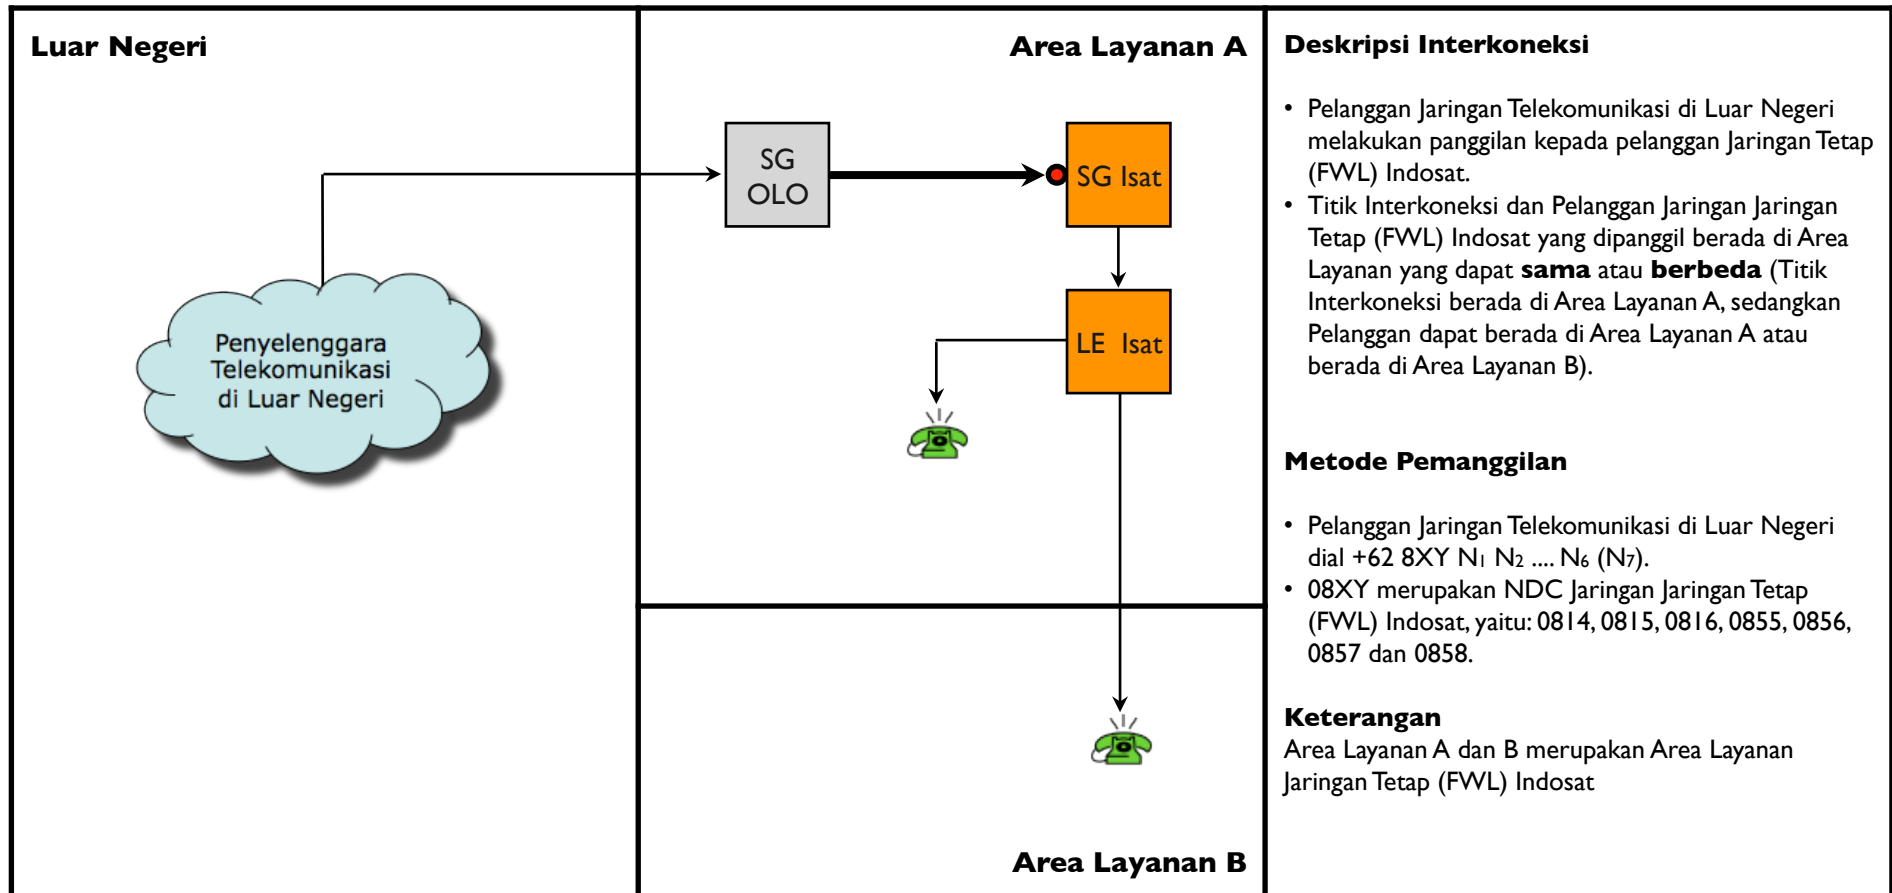 Luar Negeri
Penyelenggara
Telekomunikasi
di Luar Negeri
Area Layanan A
SG
OLO
SG Isat
LE Isat
Area Layanan B
Deskripsi Interkoneksi
• Pelanggan Jaringan Telekomunikasi di Luar Negeri
melakukan panggilan kepada pelanggan Jaringan Tetap
(FWL) Indosat.
• Titik Interkoneksi dan Pelanggan Jaringan Jaringan
Tetap (FWL) Indosat yang dipanggil berada di Area
Layanan yang dapat sama atau berbeda (Titik
Interkoneksi berada di Area Layanan A, sedangkan
Pelanggan dapat berada di Area Layanan A atau
berada di Area Layanan B).
Metode Pemanggilan
• Pelanggan Jaringan Telekomunikasi di Luar Negeri
dial +62 8XY N₁ N₂ .... N₆ (N₇).
• 08XY merupakan NDC Jaringan Jaringan Tetap
(FWL) Indosat, yaitu: 0814, 0815, 0816, 0855, 0856,
0857 dan 0858.
Keterangan
Area Layanan A dan B merupakan Area Layanan
Jaringan Tetap (FWL) Indosat